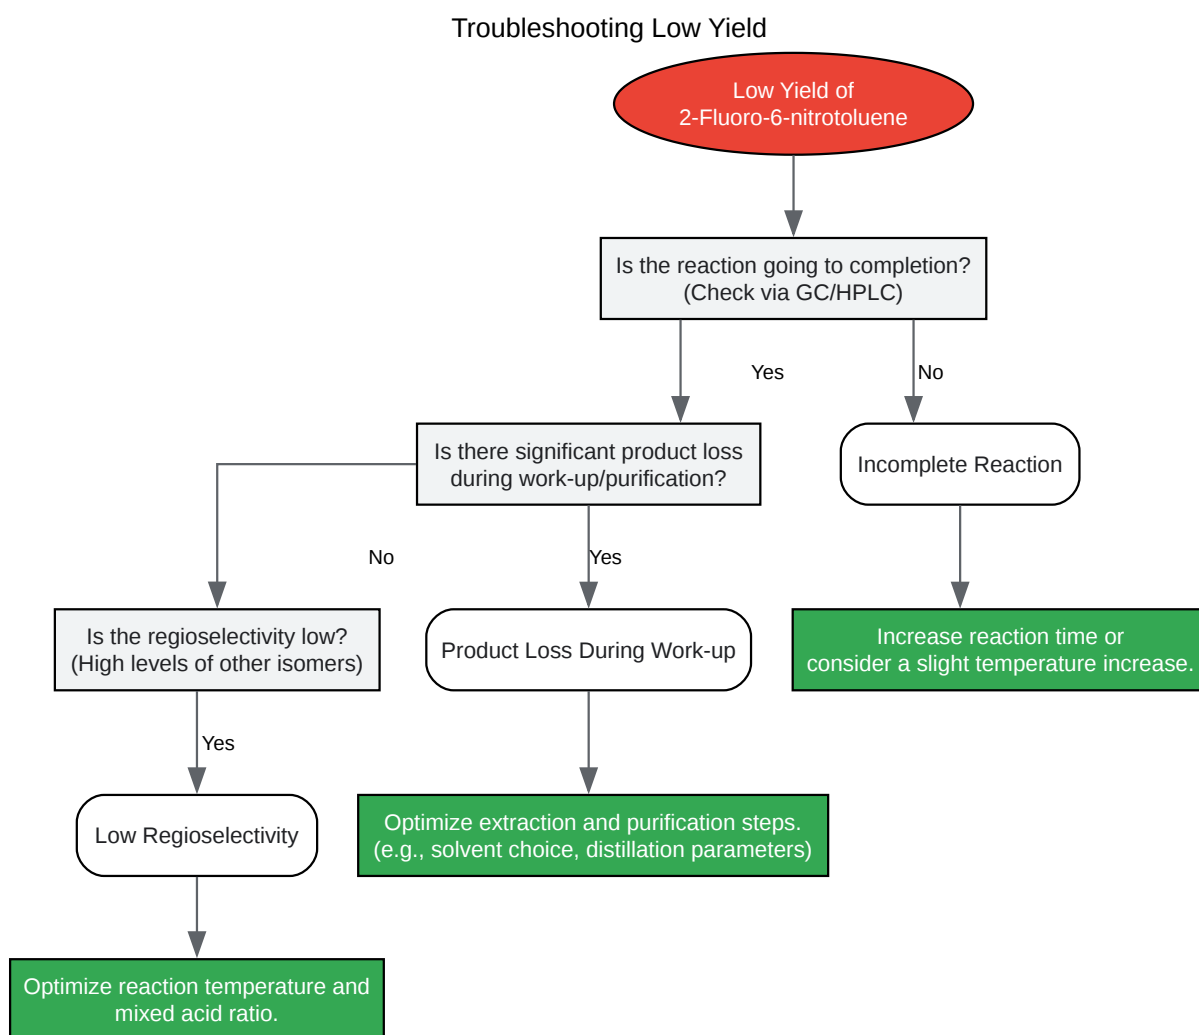 Troubleshooting Low Yield
Low Yield of
2-Fluoro-6-nitrotoluene
Is the reaction going to completion?
(Check via GC/HPLC)
Yes
No
Is there significant product loss
during work-up/purification?
Incomplete Reaction
No
Yes
Is the regioselectivity low?
(High levels of other isomers)
Product Loss During Work-up
Increase reaction time or
consider a slight temperature increase.
Yes
Low Regioselectivity
Optimize extraction and purification steps.
(e.g., solvent choice, distillation parameters)
Optimize reaction temperature and
mixed acid ratio.